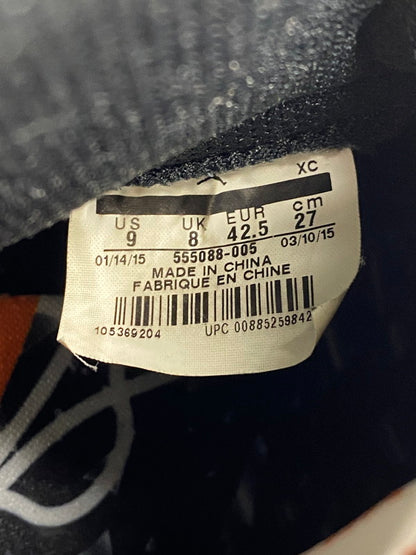 XC
US UK EUR cm
9 8 42.5 27
01/14/15 555088-005 03/10/15
MADE IN CHINA
FABRIQUE EN CHINE
105369204 UPC 00885259842